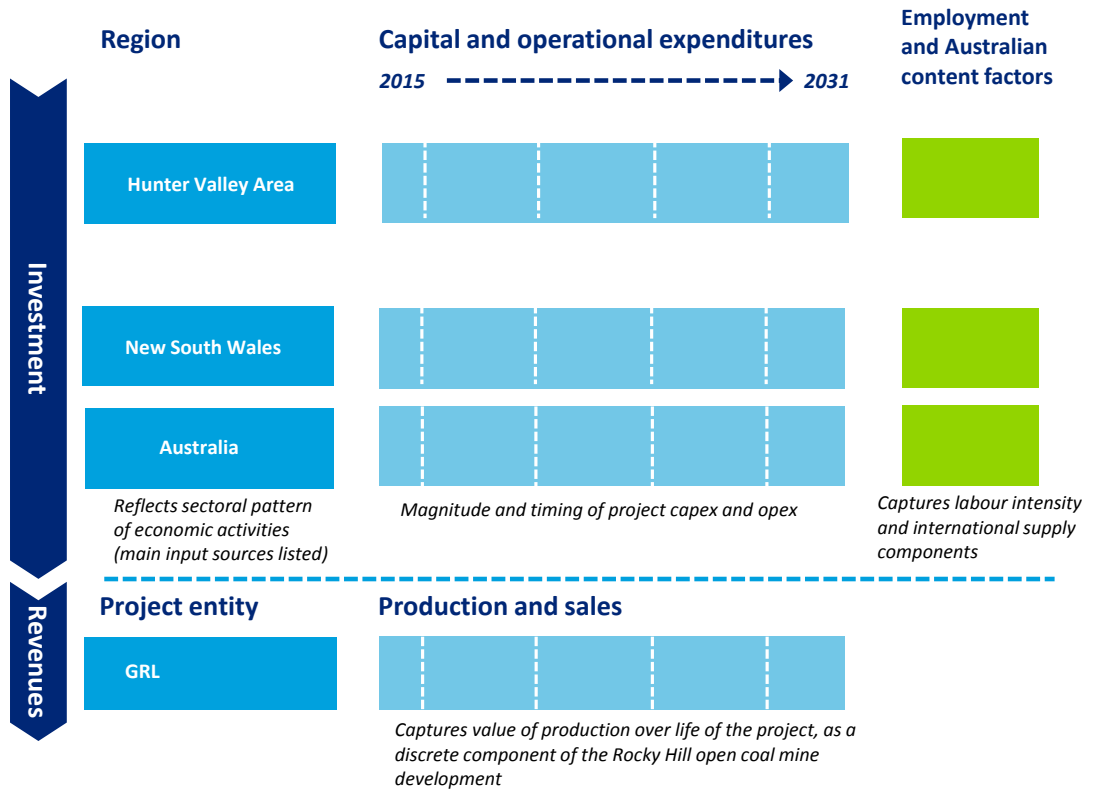 Region
Capital and operational expenditures
2015
2031
Employment
and Australian
content factors
Investment
Hunter Valley Area
New South Wales
Australia
Reflects sectoral pattern
of economic activities
(main input sources listed)
Magnitude and timing of project capex and opex
Captures labour intensity
and international supply
components
Revenues
Project entity
Production and sales
GRL
Captures value of production over life of the project, as a
discrete component of the Rocky Hill open coal mine
development